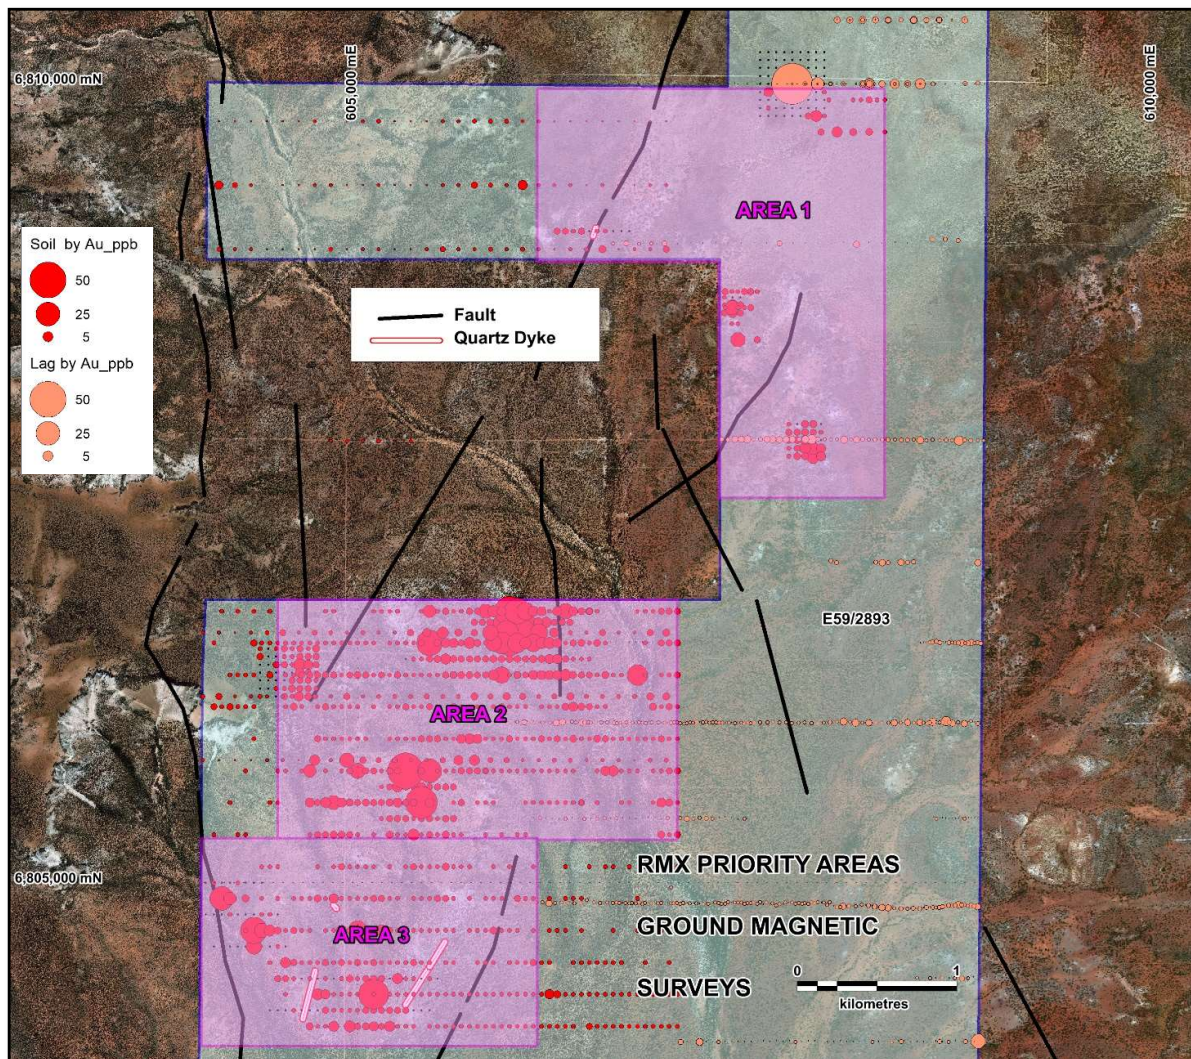 6,810,000 mN
605,000 mE
610,000 mE
AREA 1
Soil by Au_ppb
50
25
5
Lag by Au_ppb
50
25
5
Fault
Quartz Dyke
E59/2893
AREA 2
6,805,000 mN
RMX PRIORITY AREAS
GROUND MAGNETIC
AREA 3
SURVEYS
0 1
kilometres